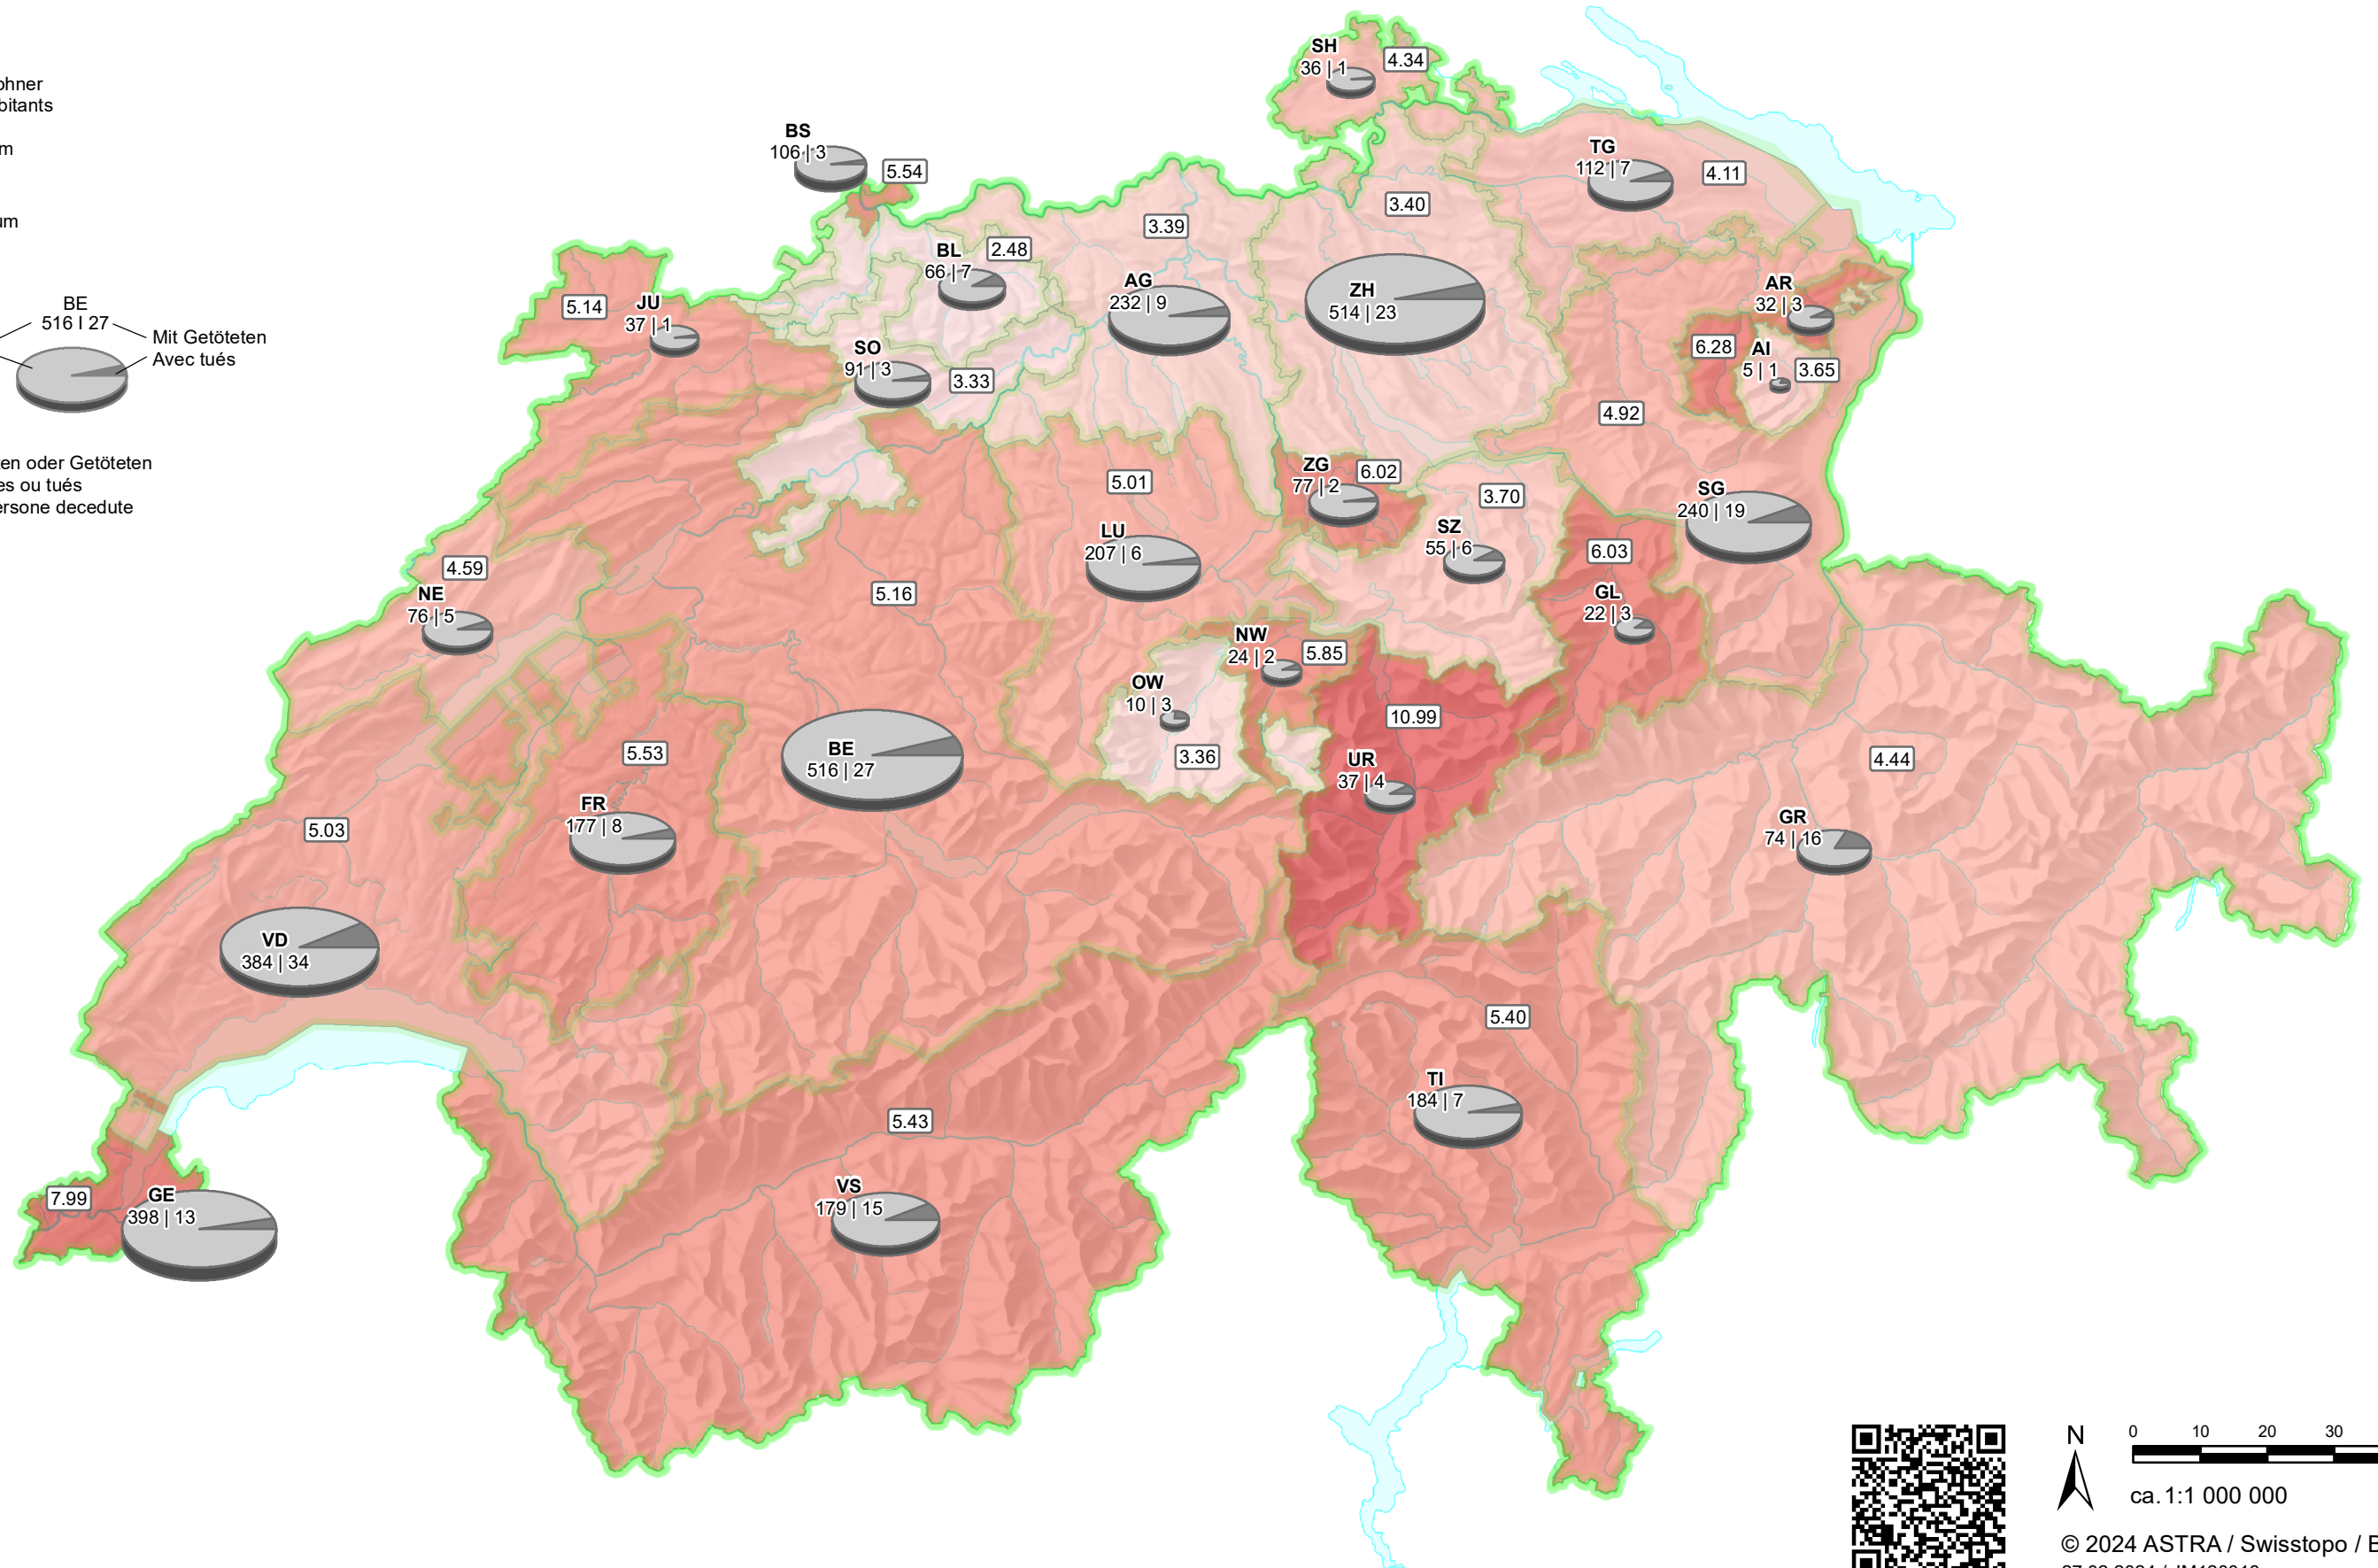 ohner
bitants
m
um
BE
516 I 27
Mit Getöteten
Avec tués
en oder Getöteten
es ou tués
ersone decedute
SH
36 | 1
4.34
BS
106 | 3
5.54
TG
112 | 7
4.11
3.40
3.39
BL
66 | 7
2.48
AG
232 | 9
ZH
514 | 23
AR
32 | 3
5.14
JU
37 | 1
SO
91 | 3
3.33
6.28
AI
5 | 1
3.65
4.92
5.01
ZG
77 | 2
6.02
3.70
SG
240 | 19
LU
207 | 6
SZ
55 | 6
6.03
4.59
NE
76 | 5
5.16
GL
22 | 3
NW
24 | 2
5.85
OW
10 | 3
3.36
10.99
5.53
BE
516 | 27
UR
37 | 4
4.44
FR
177 | 8
GR
74 | 16
5.03
VD
384 | 34
5.40
TI
184 | 7
5.43
VS
179 | 15
7.99
GE
398 | 13
N
0 10 20 30
ca. 1:1 000 000
© 2024 ASTRA / Swisstopo / B